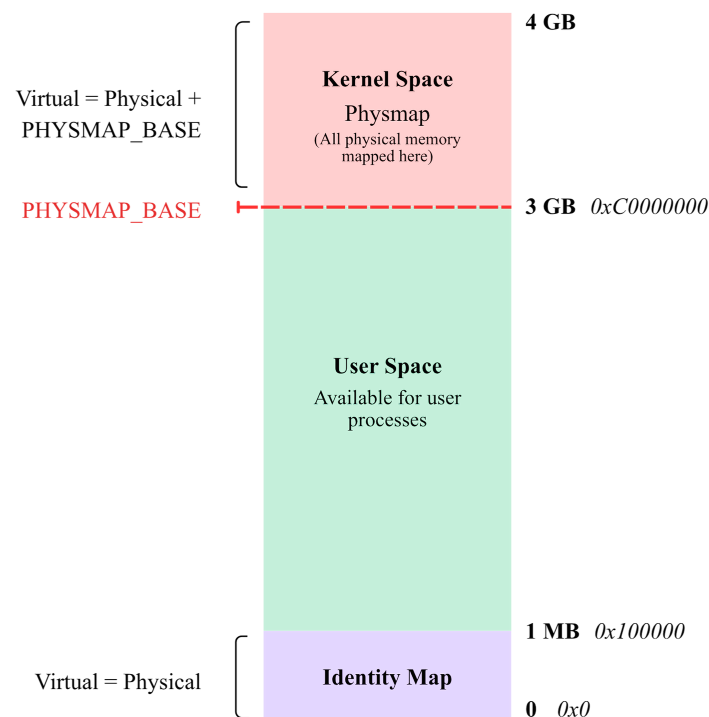 4 GB
Kernel Space
Physmap
(All physical memory
mapped here)
Virtual = Physical +
PHYSMAP_BASE
PHYSMAP_BASE
3 GB 0xC0000000
User Space
Available for user
processes
1 MB 0x100000
Virtual = Physical
Identity Map
0 0x0